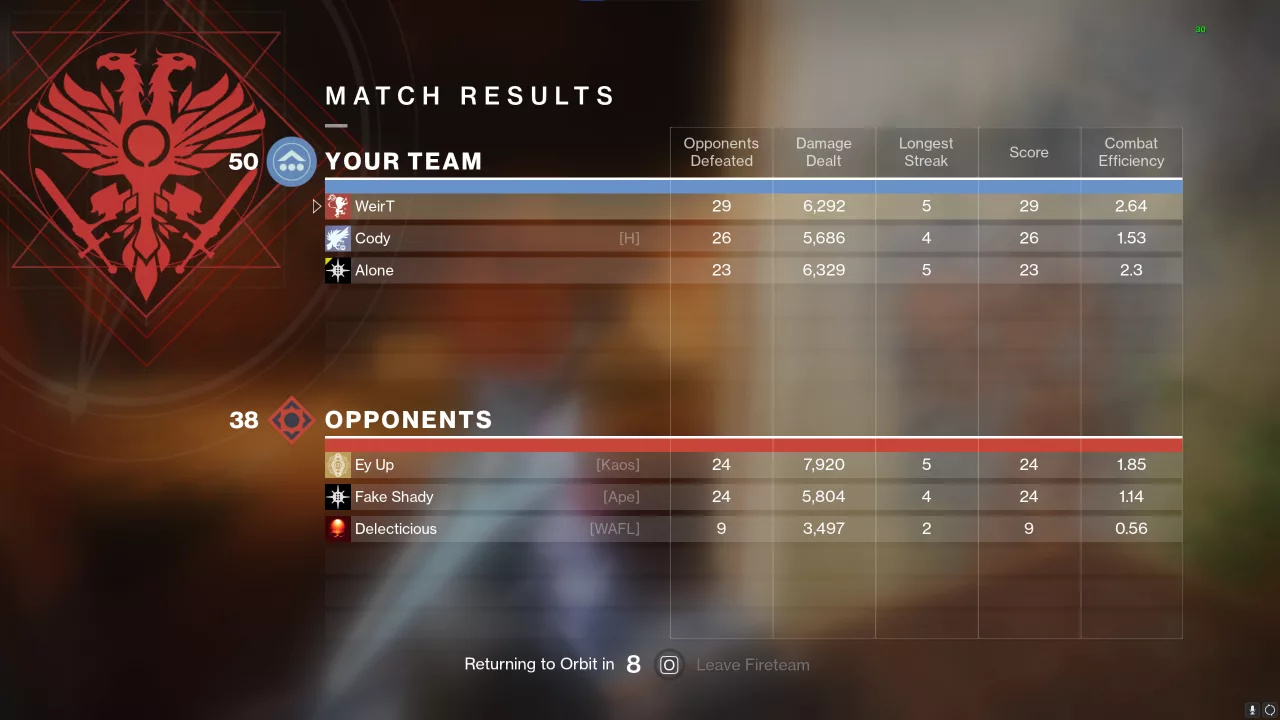 30
MATCH RESULTS
Opponents Defeated Damage Dealt Longest Streak Score Combat Efficiency
50 YOUR TEAM
WeirT 29 6,292 5 29 2.64
Cody [H] 26 5,686 4 26 1.53
Alone 23 6,329 5 23 2.3
38 OPPONENTS
Ey Up [Kaos] 24 7,920 5 24 1.85
Fake Shady [Ape] 24 5,804 4 24 1.14
Delecticious [WAFL] 9 3,497 2 9 0.56
Returning to Orbit in 8 O Leave Fireteam